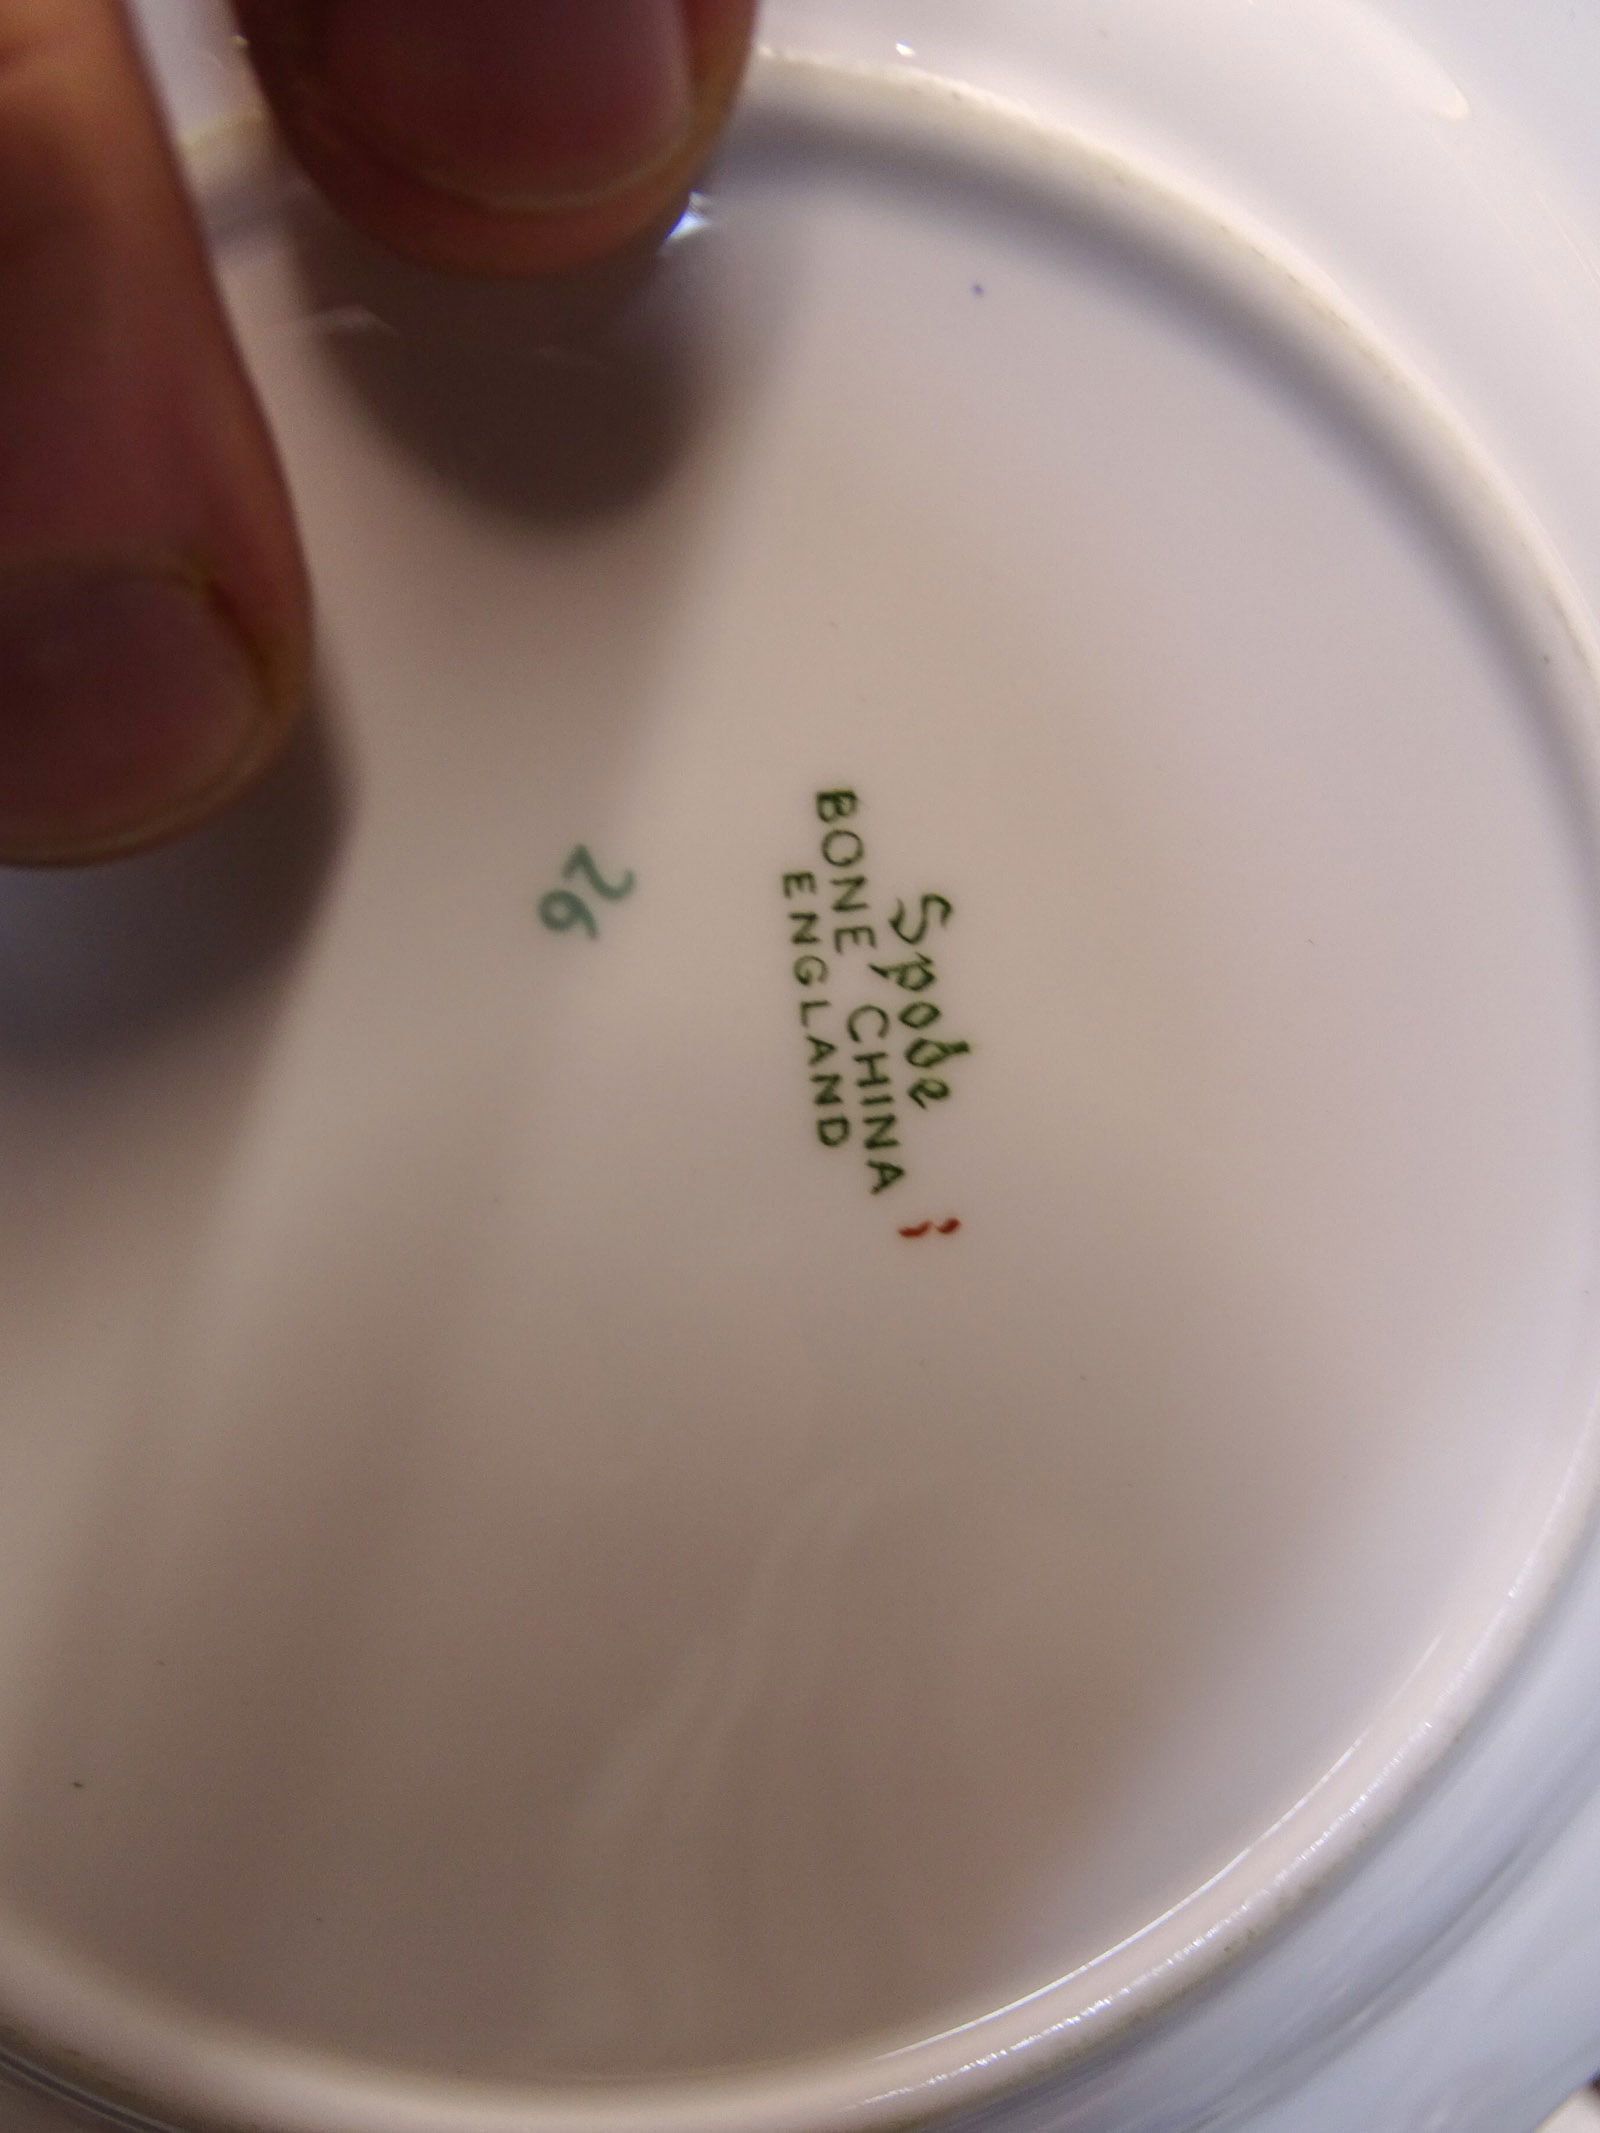 Spode
BONE CHINA
ENGLAND
26